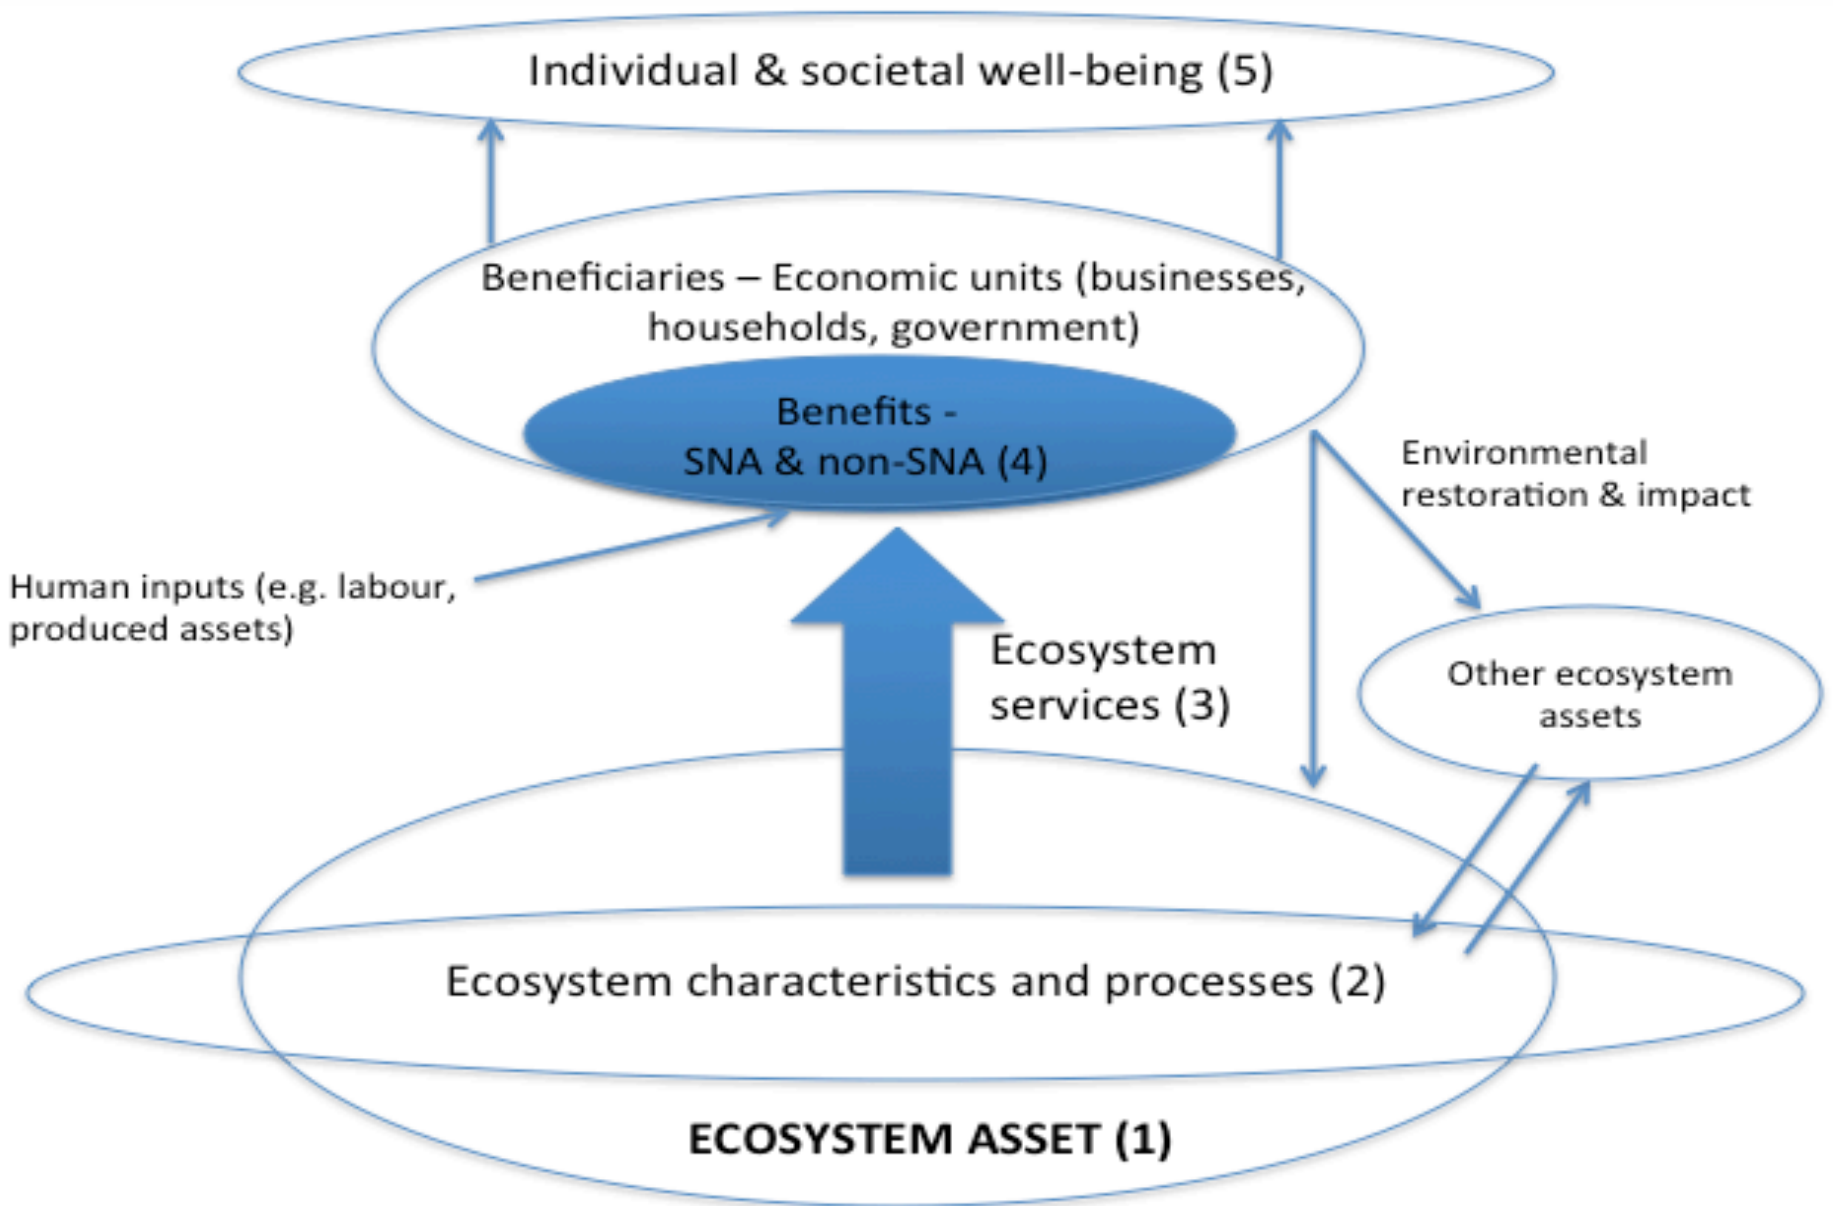 Individual & societal well-being (5)
Beneficiaries – Economic units (businesses,
households, government)
Benefits -
SNA & non-SNA (4)
Environmental
restoration & impact
Human inputs (e.g. labour,
produced assets)
Ecosystem
services (3)
Other ecosystem
assets
Ecosystem characteristics and processes (2)
ECOSYSTEM ASSET (1)